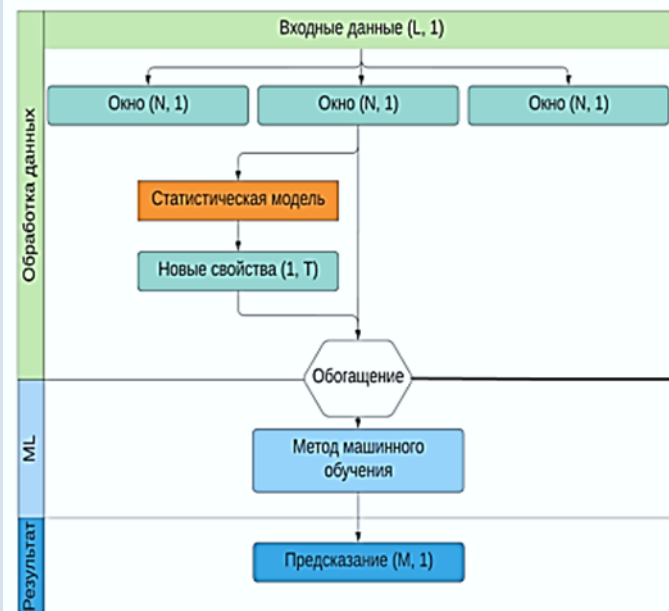 Входные данные (L, 1)
Окно (N, 1)
Окно (N, 1)
Окно (N, 1)
Обработка данных
Статистическая модель
Новые свойства (1, T)
Обогащение
ML
Метод машинного
обучения
Результат
Предсказание (M, 1)